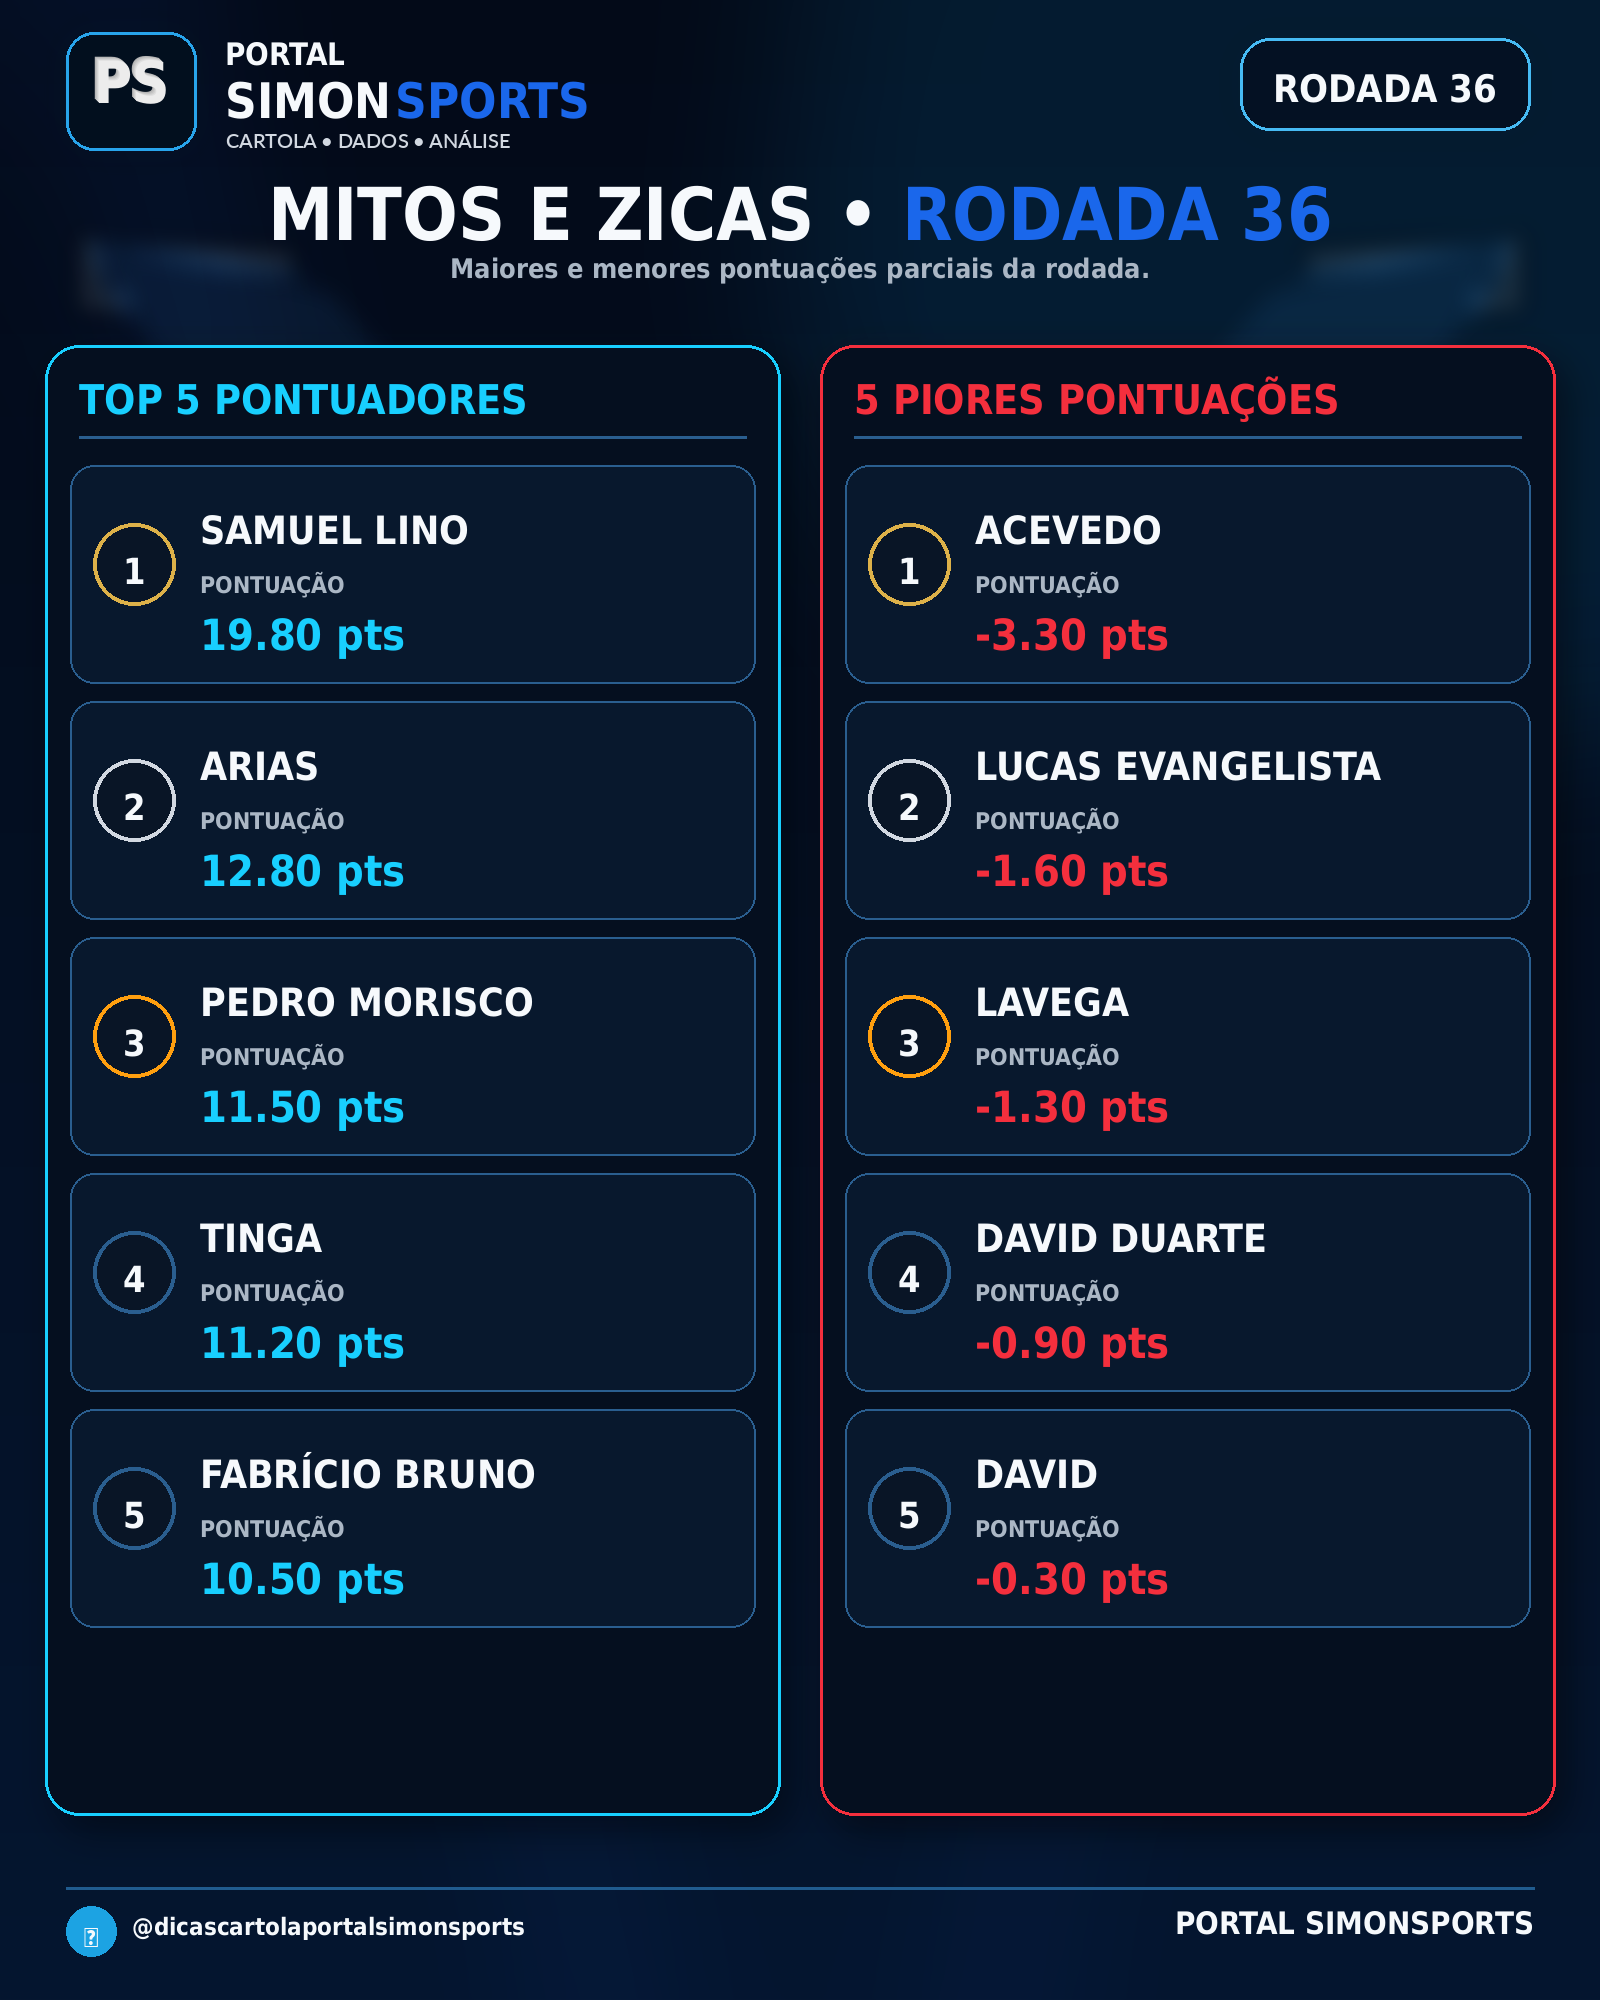 PS
PORTAL
SIMONSPORTS
CARTOLA • DADOS • ANÁLISE
RODADA 36
MITOS E ZICAS • RODADA 36
Maiores e menores pontuações parciais da rodada.
TOP 5 PONTUADORES
1
SAMUEL LINO
PONTUAÇÃO
19.80 pts
2
ARIAS
PONTUAÇÃO
12.80 pts
3
PEDRO MORISCO
PONTUAÇÃO
11.50 pts
4
TINGA
PONTUAÇÃO
11.20 pts
5
FABRÍCIO BRUNO
PONTUAÇÃO
10.50 pts
5 PIORES PONTUAÇÕES
1
ACEVEDO
PONTUAÇÃO
-3.30 pts
2
LUCAS EVANGELISTA
PONTUAÇÃO
-1.60 pts
3
LAVEGA
PONTUAÇÃO
-1.30 pts
4
DAVID DUARTE
PONTUAÇÃO
-0.90 pts
5
DAVID
PONTUAÇÃO
-0.30 pts
@dicascartolaportalsimonsports
PORTAL SIMONSPORTS